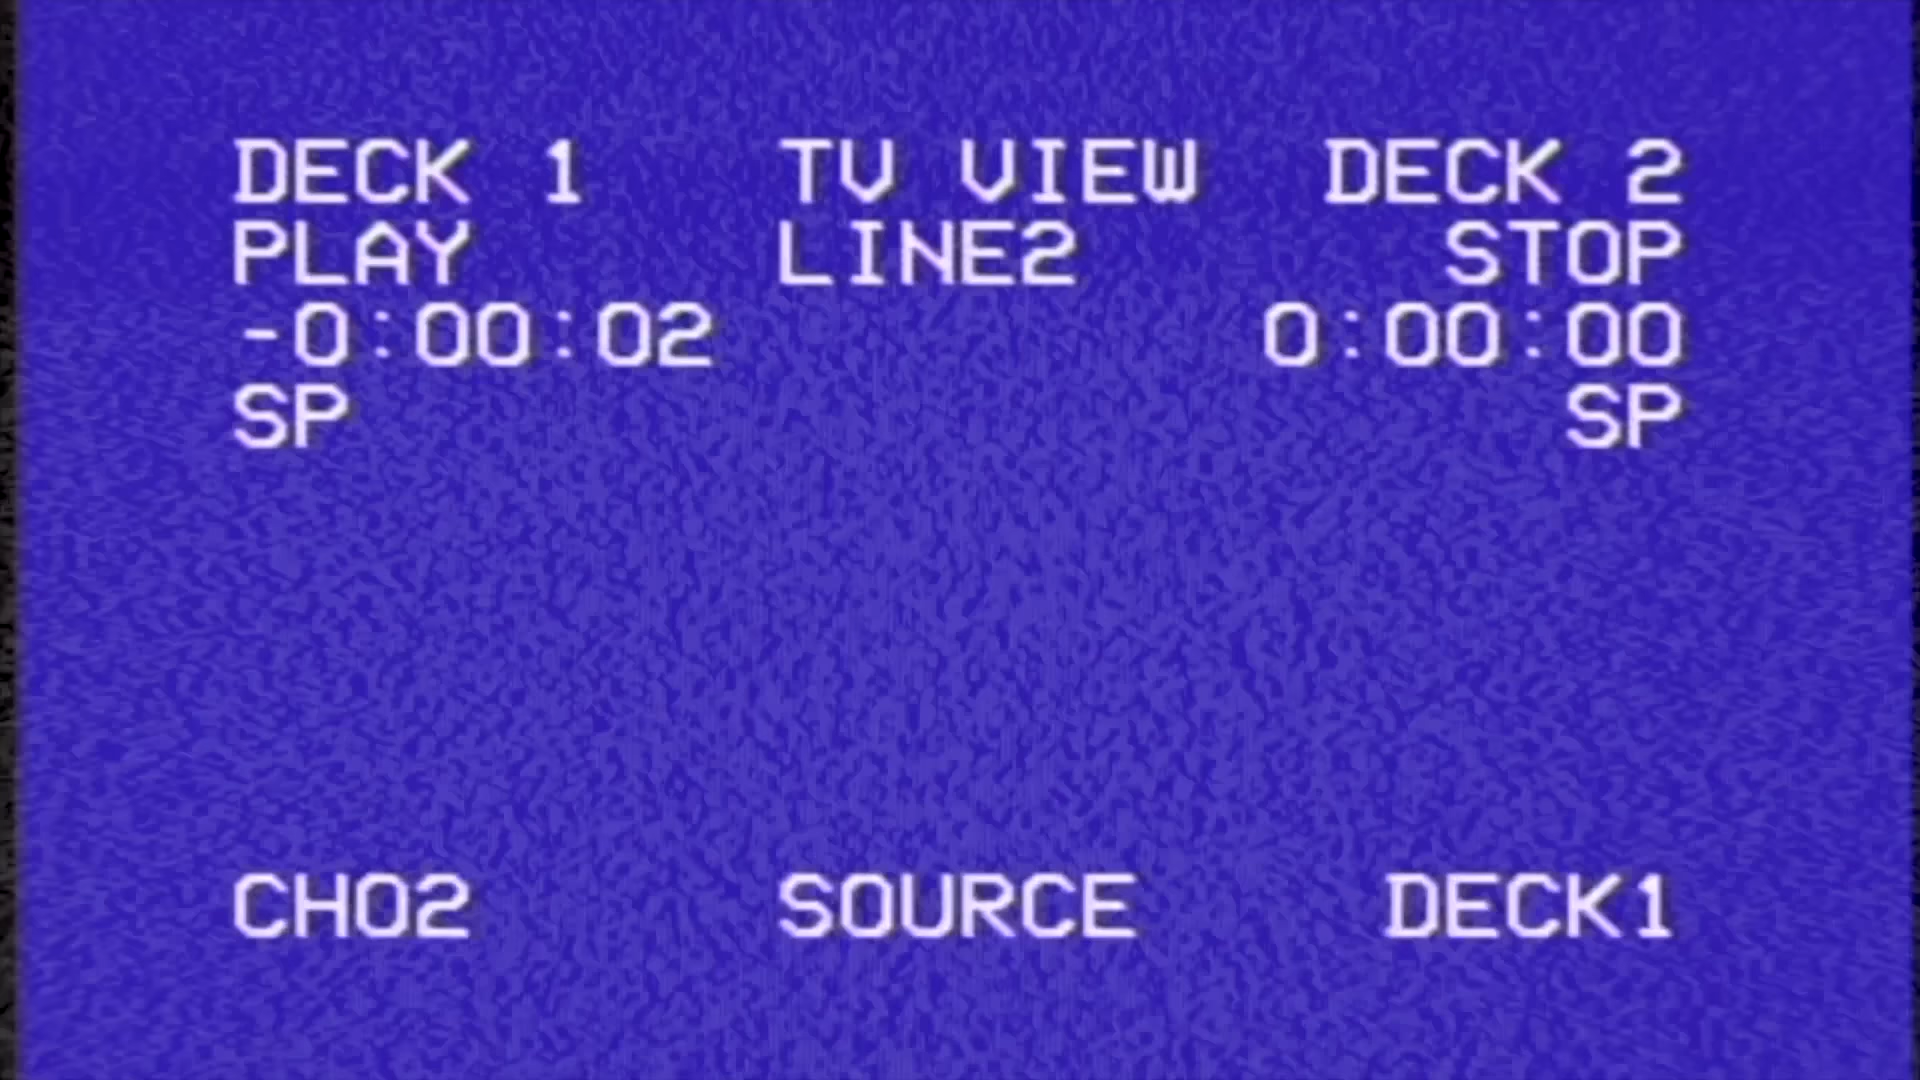 DECK 1 TV VIEW DECK 2
PLAY LINE2 STOP
-0:00:02 0:00:00
SP SP
CH02 SOURCE DECK1